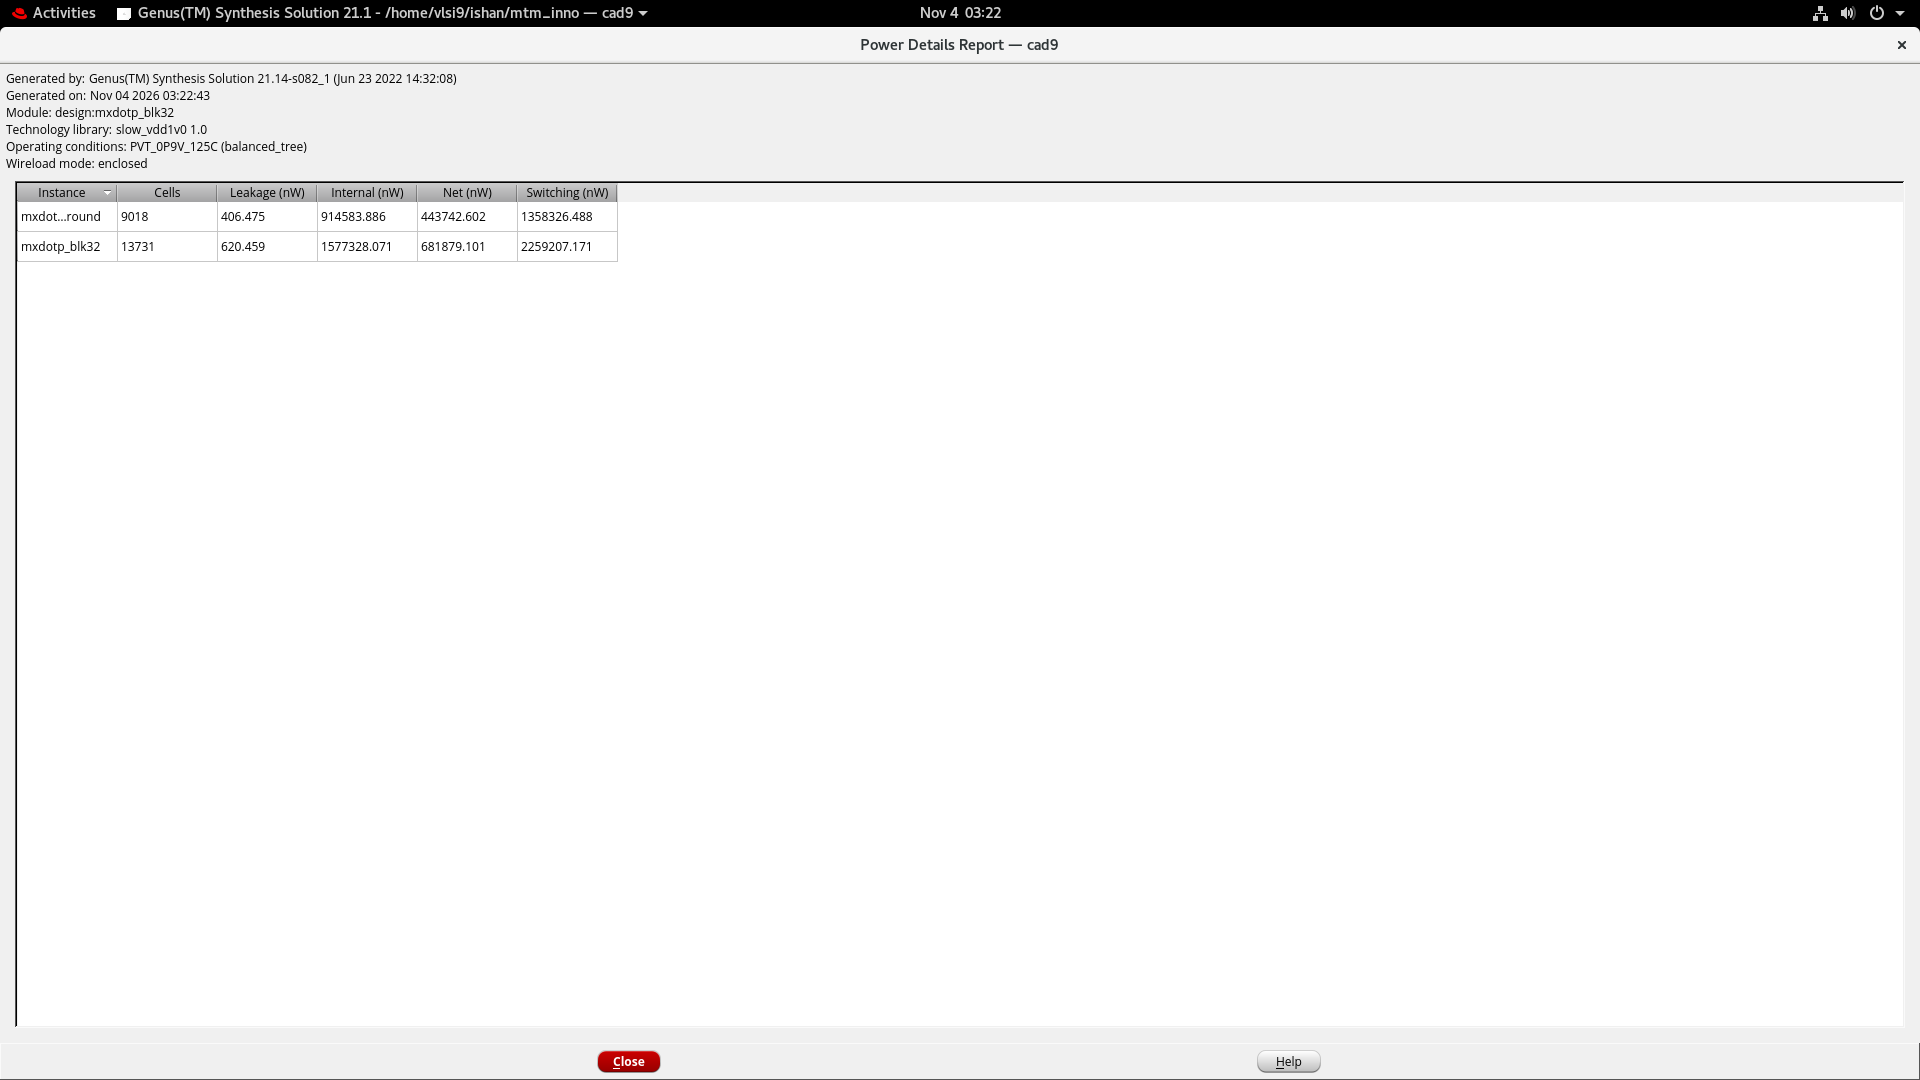 Activities Genus(TM) Synthesis Solution 21.1 - /home/vlsi9/ishan/mtm_inno — cad9 Nov 4 03:22
Power Details Report — cad9
Generated by: Genus(TM) Synthesis Solution 21.14-s082_1 (Jun 23 2022 14:32:08)
Generated on: Nov 04 2026 03:22:43
Module: design:mxdotp_blk32
Technology library: slow_vdd1v0 1.0
Operating conditions: PVT_0P9V_125C (balanced_tree)
Wireload mode: enclosed
Instance Cells Leakage (nW) Internal (nW) Net (nW) Switching (nW)
mxdot...round 9018 406.475 914583.886 443742.602 1358326.488
mxdotp_blk32 13731 620.459 1577328.071 681879.101 2259207.171
Close Help